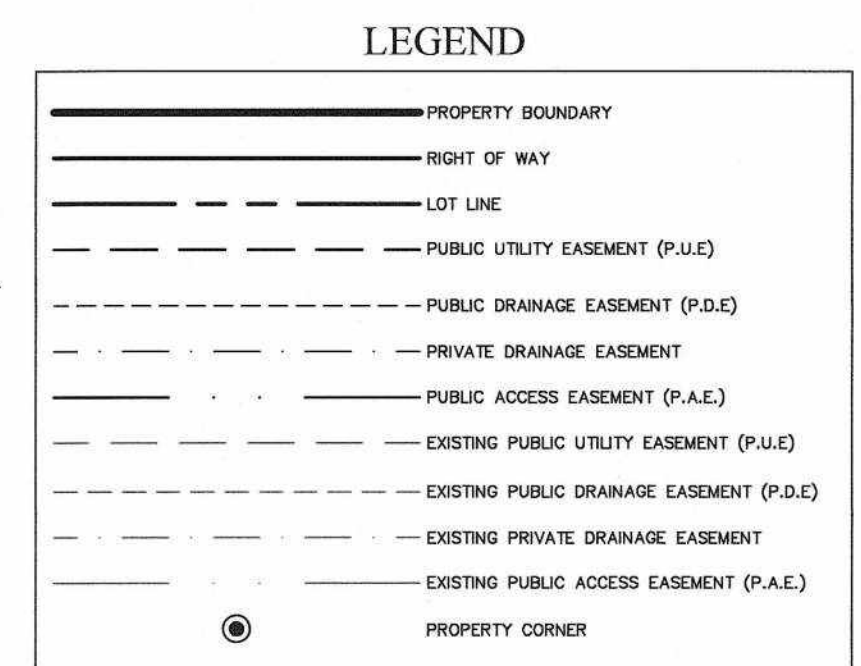 LEGEND
PROPERTY BOUNDARY
RIGHT OF WAY
LOT LINE
PUBLIC UTILITY EASEMENT (P.U.E)
PUBLIC DRAINAGE EASEMENT (P.D.E)
PRIVATE DRAINAGE EASEMENT
PUBLIC ACCESS EASEMENT (P.A.E.)
EXISTING PUBLIC UTILITY EASEMENT (P.U.E)
EXISTING PUBLIC DRAINAGE EASEMENT (P.D.E)
EXISTING PRIVATE DRAINAGE EASEMENT
EXISTING PUBLIC ACCESS EASEMENT (P.A.E.)
PROPERTY CORNER